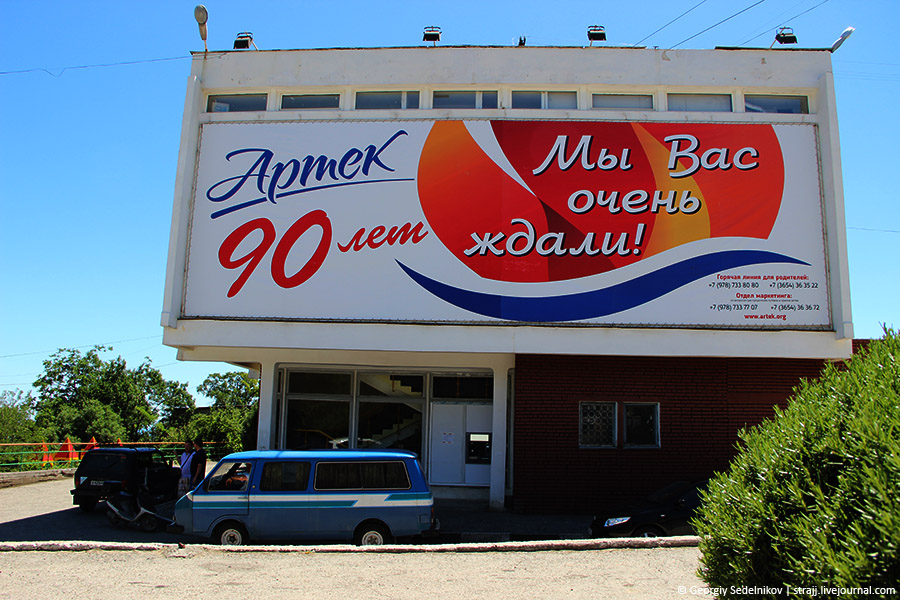 Артек
90 лет
Мы Вас
очень
ждали!
Горячая линия для родителей:
+7 (978) 733 80 80 +7 (3654) 36 35 22
Отдел маркетинга:
+7 (978) 733 77 07 +7 (3654) 36 36 72
www.artek.org
© Georgiy Sedelnikov | strajj.livejournal.com